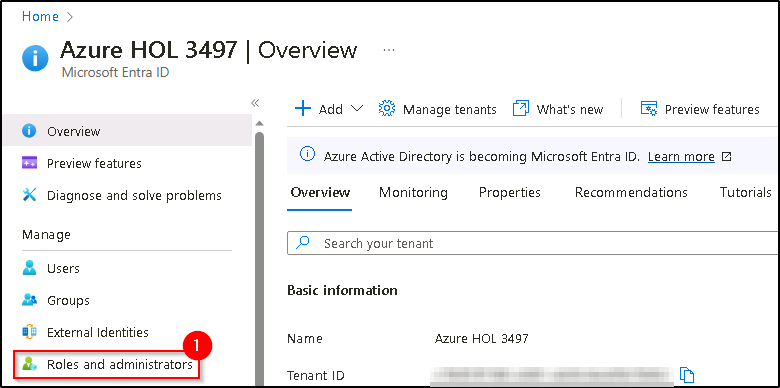 Home >
Azure HOL 3497 | Overview ...
Microsoft Entra ID
«
Overview
Preview features
Diagnose and solve problems
Manage
Users
Groups
External Identities
1
Roles and administrators
+ Add Manage tenants What's new Preview features
Azure Active Directory is becoming Microsoft Entra ID. Learn more
Overview Monitoring Properties Recommendations Tutorials
Search your tenant
Basic information
Name Azure HOL 3497
Tenant ID